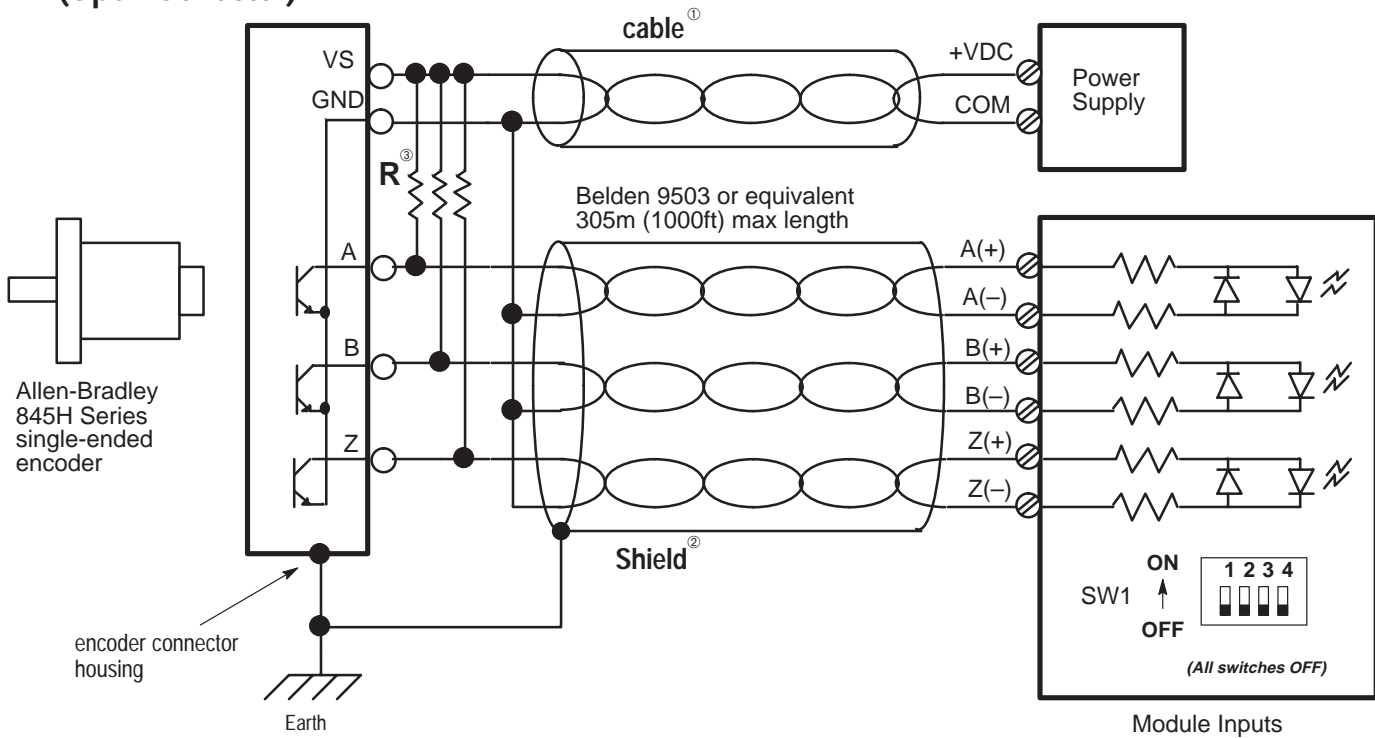 cable①
VS
GND
+VDC
COM
Power
Supply
R③
Belden 9503 or equivalent
305m (1000ft) max length
A
B
Z
A(+)
A(–)
B(+)
B(–)
Z(+)
Z(–)
Allen-Bradley
845H Series
single-ended
encoder
Shield②
encoder connector
housing
Earth
SW1
ON
OFF
1 2 3 4
(All switches OFF)
Module Inputs